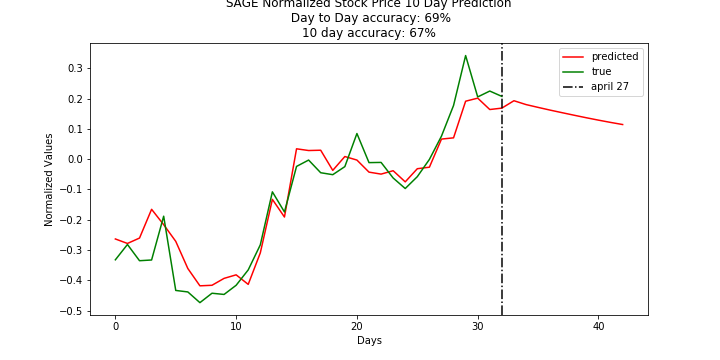 SAGE Normalized Stock Price 10 Day Prediction
Day to Day accuracy: 69%
10 day accuracy: 67%
predicted
true
april 27
Normalized Values
0.3
0.2
0.1
0.0
−0.1
−0.2
−0.3
−0.4
−0.5
0
10
20
30
40
Days